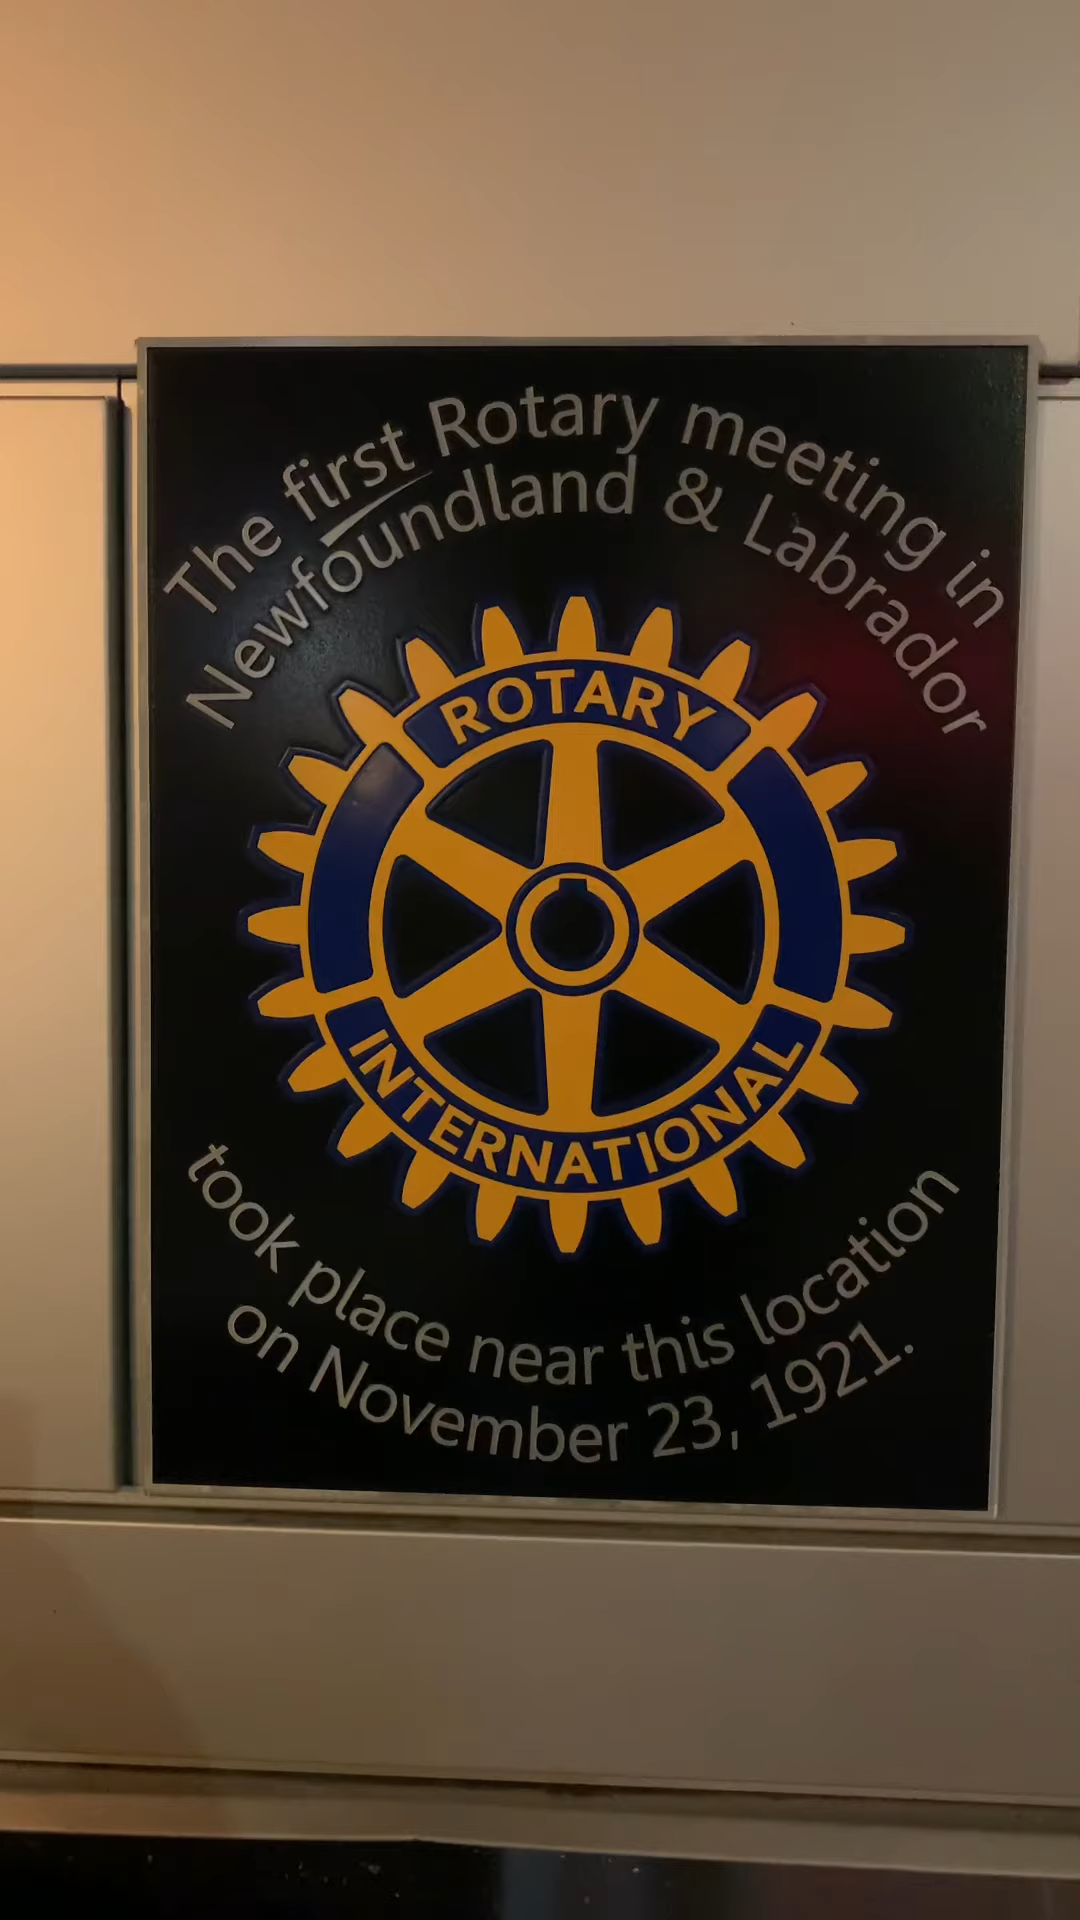 The first Rotary meeting in
Newfoundland & Labrador
ROTARY
INTERNATIONAL
took place near this location
on November 23, 1921.